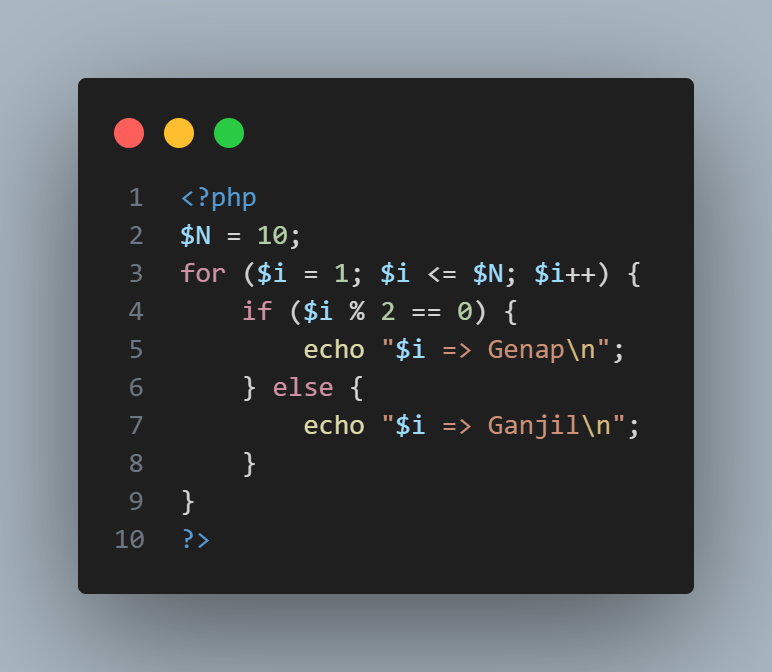 1 <?php
2 $N = 10;
3 for ($i = 1; $i <= $N; $i++) {
4     if ($i % 2 == 0) {
5         echo "$i => Genap\n";
6     } else {
7         echo "$i => Ganjil\n";
8     }
9 }
10 ?>